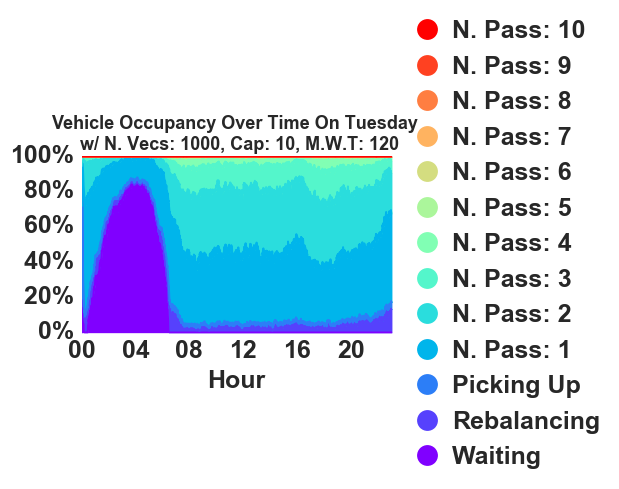 N. Pass: 10
N. Pass: 9
N. Pass: 8
N. Pass: 7
N. Pass: 6
N. Pass: 5
N. Pass: 4
N. Pass: 3
N. Pass: 2
N. Pass: 1
Picking Up
Rebalancing
Waiting
Vehicle Occupancy Over Time On Tuesday
w/ N. Vecs: 1000, Cap: 10, M.W.T: 120
100%
80%
60%
40%
20%
0%
00 04 08 12 16 20
Hour